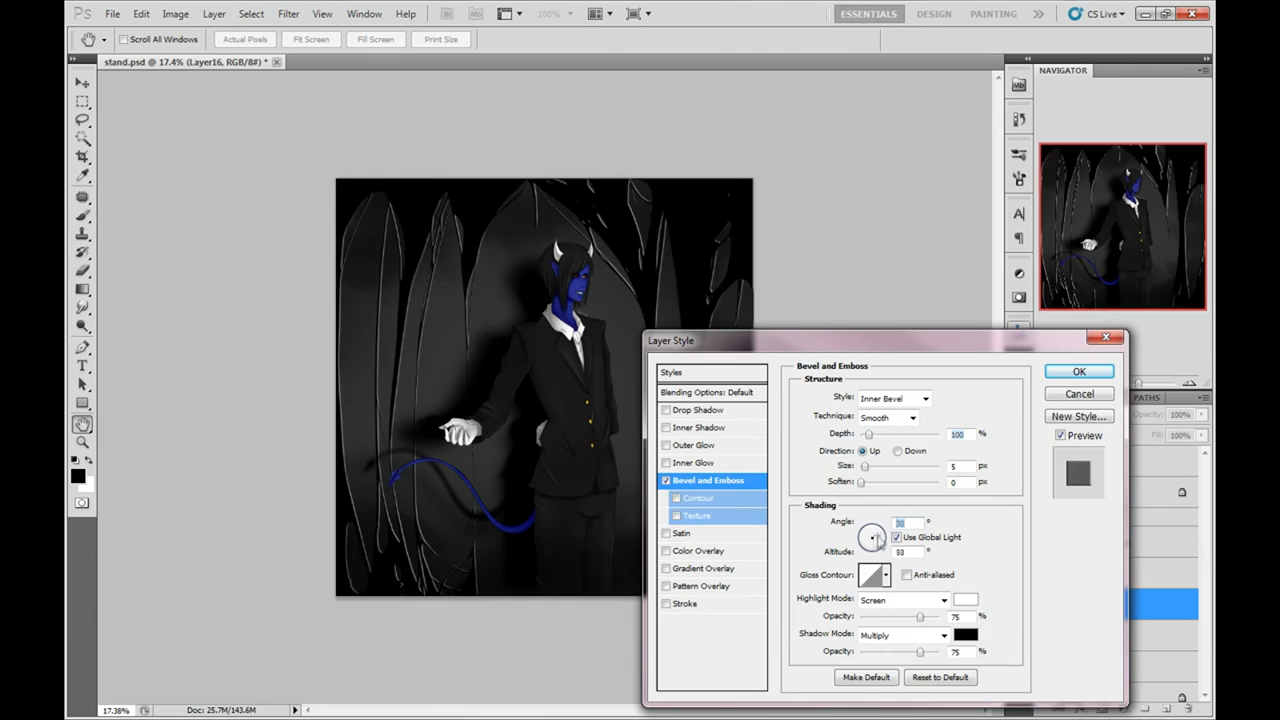 Ps File Edit Image Layer Select Filter View Window Help Br Mb 100% ESSENTIALS DESIGN PAINTING CS Live
Scroll All Windows Actual Pixels Fit Screen Fill Screen Print Size
stand.psd @ 17.4% (Layer16, RGB/8#) *
NAVIGATOR
Mb
A
T
Layer Style
Styles
Blending Options: Default
Drop Shadow
Inner Shadow
Outer Glow
Inner Glow
Bevel and Emboss
Contour
Texture
Satin
Color Overlay
Gradient Overlay
Pattern Overlay
Stroke
Bevel and Emboss
Structure
Style: Inner Bevel
Technique: Smooth
Depth: 100 %
Direction: Up Down
Size: 5 px
Soften: 0 px
Shading
Angle: °
Use Global Light
Altitude: 53 °
Gloss Contour: Anti-aliased
Highlight Mode: Screen
Opacity: 75 %
Shadow Mode: Multiply
Opacity: 75 %
Make Default Reset to Default
OK
Cancel
New Style...
Preview
PATHS
Opacity: 100%
Fill: 100%
17.38% Doc: 25.7M/143.6M